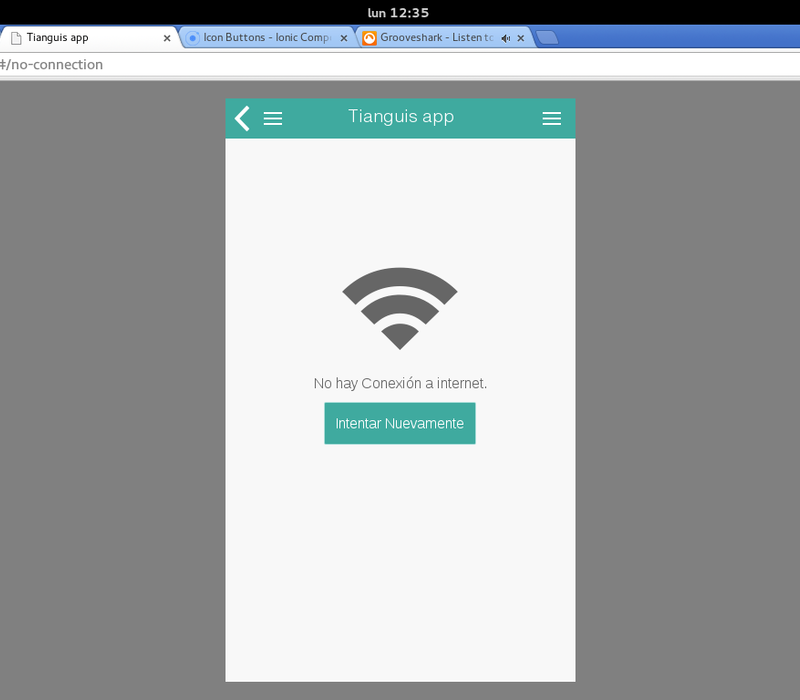 lun 12:35
Tianguis app
Icon Buttons - Ionic Comp
Grooveshark - Listen to
#/no-connection
Tianguis app
No hay Conexión a internet.
Intentar Nuevamente